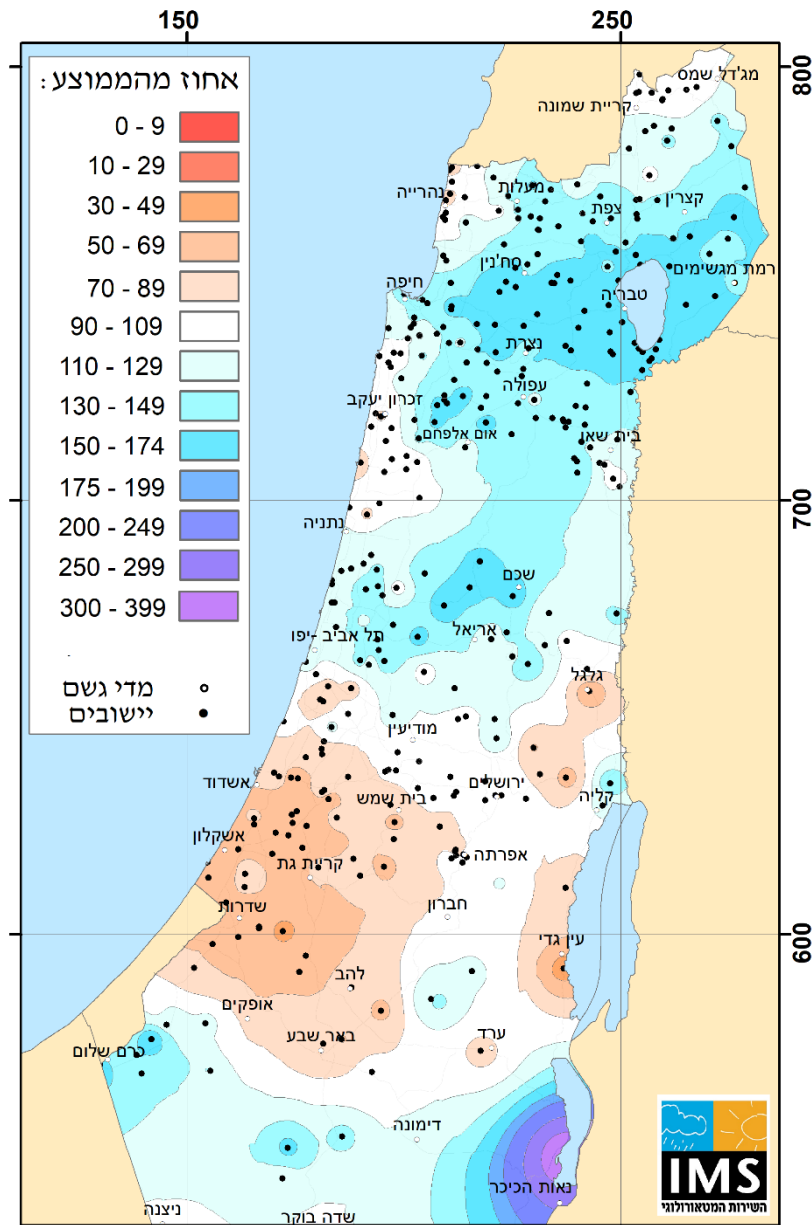 150
250
800
700
600
אחוז מהממוצע :
0 - 9
10 - 29
30 - 49
50 - 69
70 - 89
90 - 109
110 - 129
130 - 149
150 - 174
175 - 199
200 - 249
250 - 299
300 - 399
מדי גשם
יישובים
מג'דל שמס
קריית שמונה
נהרייה
מעלות
צפת
קצרין
סח'נין
רמת מגשימים
חיפה
טבריה
נצרת
עפולה
זכרון יעקב
אום אלפחם
בית שאן
נתניה
שכם
תל אביב -יפו
אריאל
גלגל
מודיעין
ירושלים
קליה
אשדוד
בית שמש
אשקלון
אפרתה
קריית גת
חברון
שדרות
עין גדי
להב
אופקים
באר שבע
ערד
כרם שלום
דימונה
נאות הכיכר
ניצנה
שדה בוקר
IMS
השירות המטאורולוגי